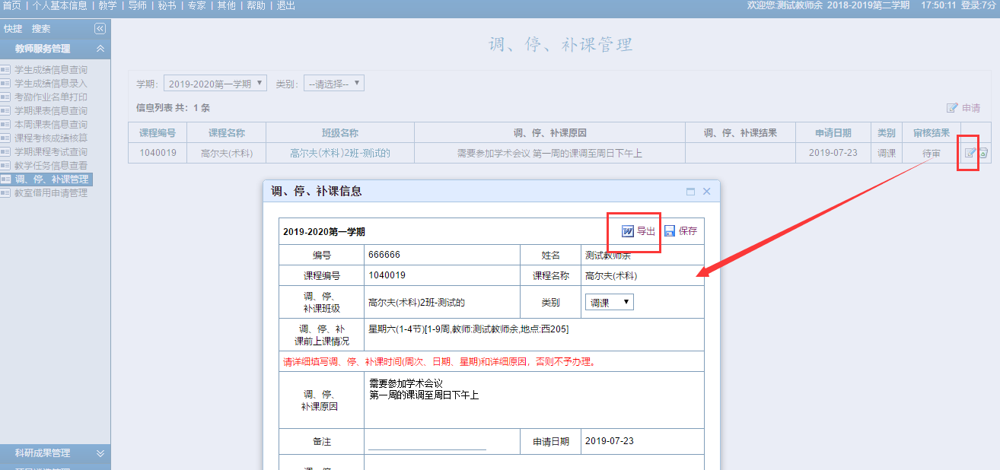 首页 | 个人基本信息 | 教学 | 导师 | 秘书 | 专家 | 其他 | 帮助 | 退出
欢迎您:测试教师余 2018-2019第二学期 17:50:11 登录:7分
快捷 搜索
教师服务管理
学生成绩信息查询
学生成绩信息录入
考勤作业名单打印
学期课表信息查询
本周课表信息查询
课程考核成绩核算
学期课程考试查询
教学任务信息查看
调、停、补课管理
教室借用申请管理
科研成果管理
调、停、补课管理
学期: 2019-2020第一学期 类别: --请选择--
信息列表 共: 1 条
申请
课程编号 课程名称 班级名称 调、停、补课原因 调、停、补课结果 申请日期 类别 审核结果
1040019 高尔夫(术科) 高尔夫(术科)2班-测试的 需要参加学术会议 第一周的课调至周日下午上 2019-07-23 调课 待审
调、停、补课信息
2019-2020第一学期 导出 保存
编号 666666 姓名 测试教师余
课程编号 1040019 课程名称 高尔夫(术科)
调、停、
补课班级 高尔夫(术科)2班-测试的 类别 调课
调、停、补
课前上课情况 星期六(1-4节)[1-9周,教师:测试教师余,地点:西205]
请详细填写调、停、补课时间(周次、日期、星期)和详细原因，否则不予办理。
调、停、
补课原因
需要参加学术会议
第一周的课调至周日下午上
备注 申请日期 2019-07-23
调、停、